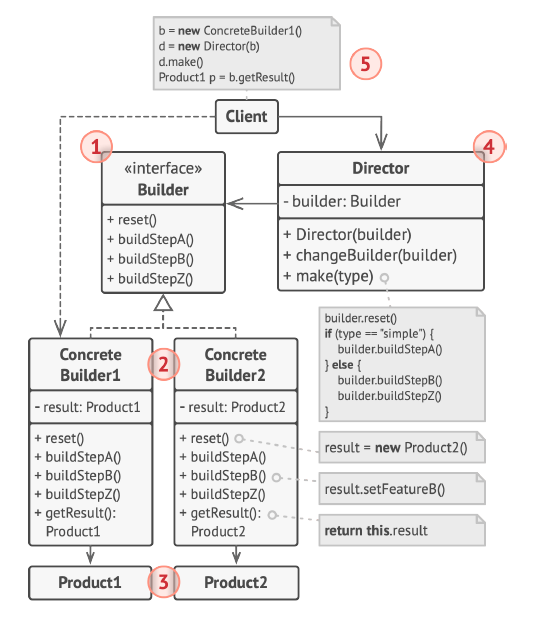 b = new ConcreteBuilder1()
d = new Director(b)
d.make()
Product1 p = b.getResult()
5
Client
1
«interface»
Builder
+ reset()
+ buildStepA()
+ buildStepB()
+ buildStepZ()
4
Director
- builder: Builder
+ Director(builder)
+ changeBuilder(builder)
+ make(type)
builder.reset()
if (type == "simple") {
builder.buildStepA()
} else {
builder.buildStepB()
builder.buildStepZ()
}
2
Concrete
Builder1
- result: Product1
+ reset()
+ buildStepA()
+ buildStepB()
+ buildStepZ()
+ getResult():
Product1
Concrete
Builder2
- result: Product2
+ reset()
+ buildStepA()
+ buildStepB()
+ buildStepZ()
+ getResult():
Product2
result = new Product2()
result.setFeatureB()
return this.result
Product1
3
Product2